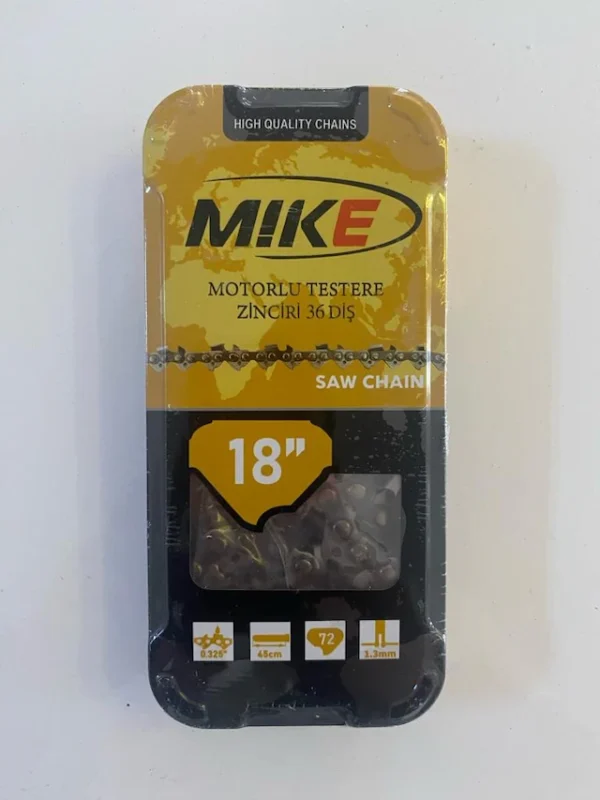 HIGH QUALITY CHAINS
MIKE
MOTORLU TESTERE
ZİNCİRİ 36 DİŞ
SAW CHAIN
18"
0.325" 45cm 72 1.3mm